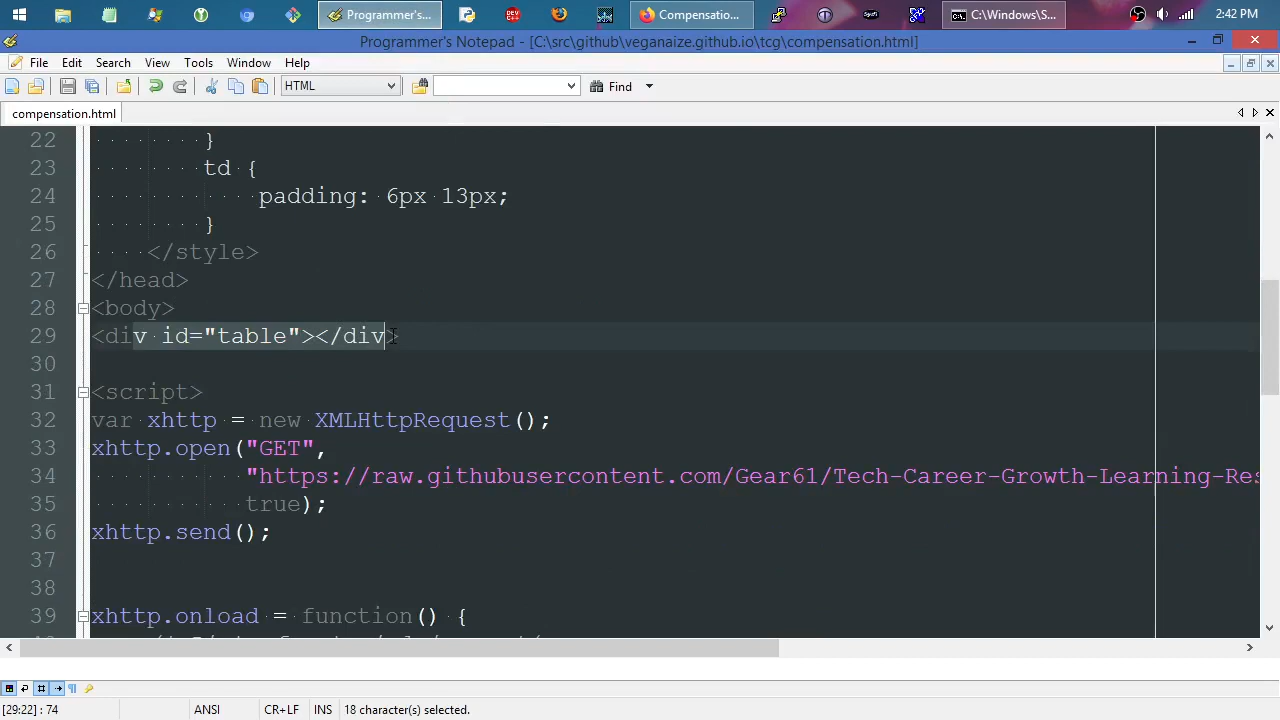 Programmer's...
Compensatio...
C:\Windows\S...
2:42 PM
Programmer's Notepad - [C:\src\github\veganaize.github.io\tcg\compensation.html]
File Edit Search View Tools Window Help
HTML
Find
compensation.html
22 }
23 td {
24 padding: 6px 13px;
25 }
26 </style>
27 </head>
28 <body>
29 <div id="table"></div>
30
31 <script>
32 var xhttp = new XMLHttpRequest();
33 xhttp.open("GET",
34 "https://raw.githubusercontent.com/Gear61/Tech-Career-Growth-Learning-Res
35 true);
36 xhttp.send();
37
38
39 xhttp.onload = function() {
[29:22] : 74 ANSI CR+LF INS 18 character(s) selected.